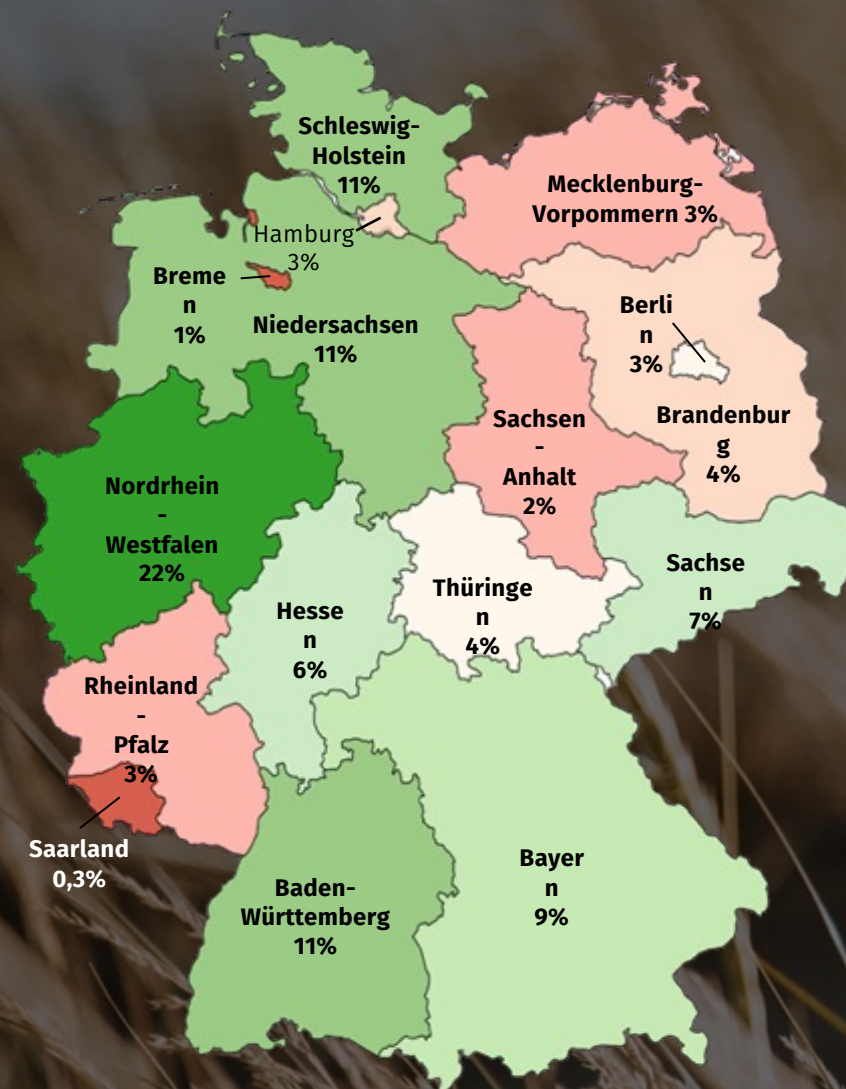 Schleswig-
Holstein
11%
Mecklenburg-
Vorpommern 3%
Hamburg
3%
Breme
n
1%
Niedersachsen
11%
Berli
n
3%
Brandenbur
g
4%
Sachsen
-
Anhalt
2%
Nordrhein
-
Westfalen
22%
Sachse
n
7%
Thüringe
n
4%
Hesse
n
6%
Rheinland
-
Pfalz
3%
Saarland
0,3%
Bayer
n
9%
Baden-
Württemberg
11%